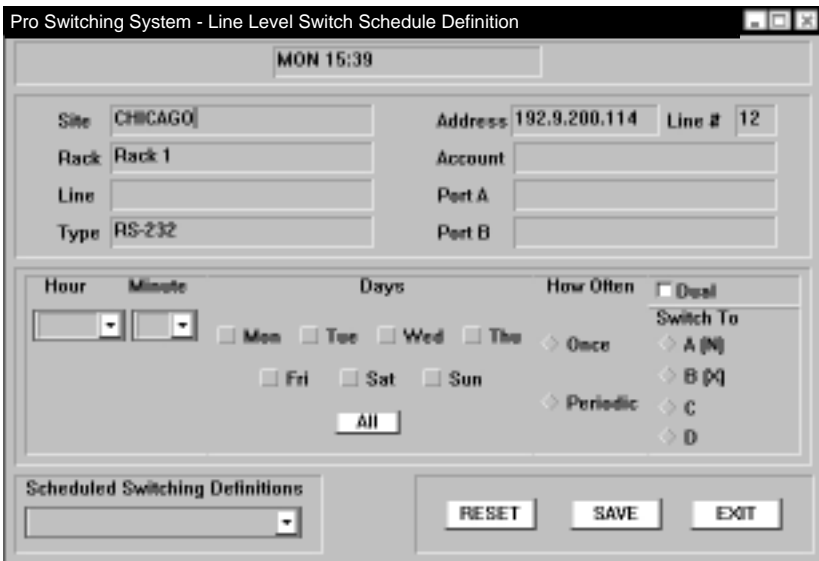 Pro Switching System - Line Level Switch Schedule Definition
MON 15:39
Site CHICAGO Address 192.9.200.114 Line # 12
Rack Rack 1 Account
Line Port A
Type RS-232 Port B
Hour Minute Days How Often Dual
Switch To
Mon Tue Wed Thu Once A (N)
Fri Sat Sun B (X)
All Periodic C
D
Scheduled Switching Definitions
RESET SAVE EXIT